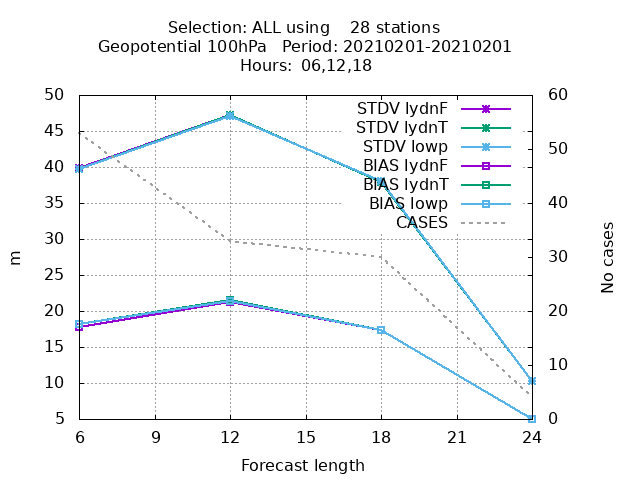 Selection: ALL using    28 stations
Geopotential 100hPa   Period: 20210201-20210201
Hours: 06,12,18
50
45
40
35
30
25
20
15
10
5
m
60
50
40
30
20
10
0
No cases
STDV lydnF
STDV lydnT
STDV lowp
BIAS lydnF
BIAS lydnT
BIAS lowp
CASES
6 9 12 15 18 21 24
Forecast length